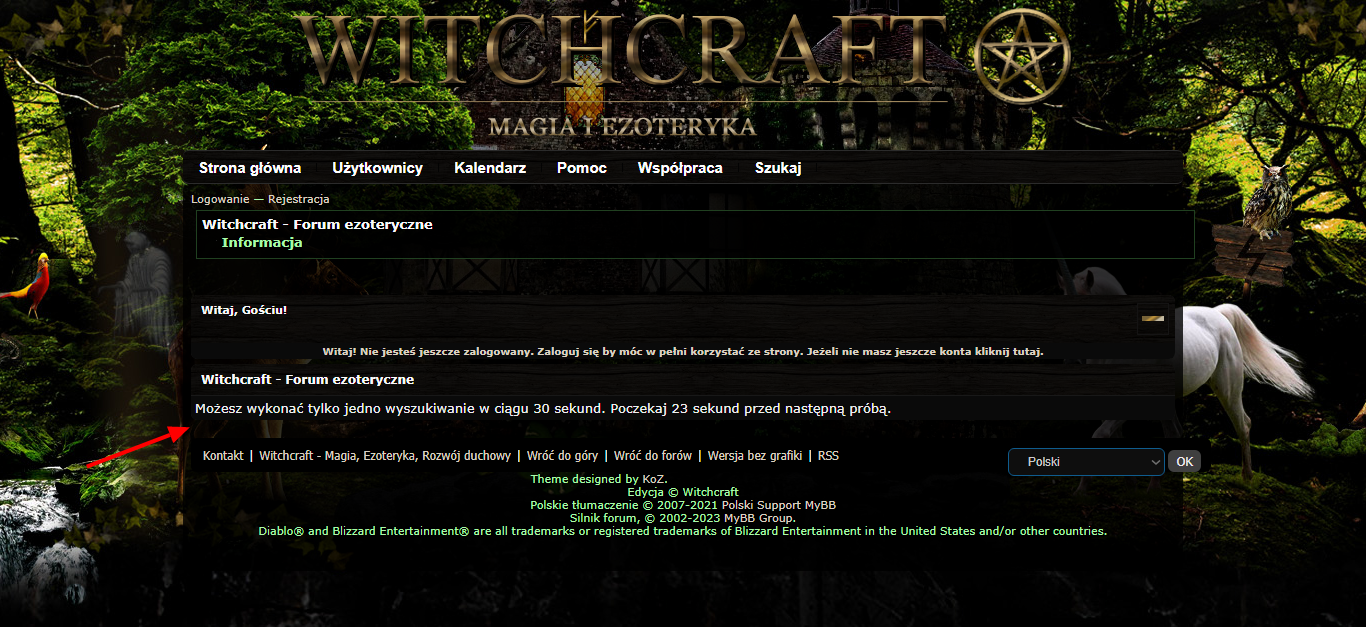 WITCHCRAFT
MAGIA I EZOTERYKA
Strona główna Użytkownicy Kalendarz Pomoc Współpraca Szukaj
Logowanie — Rejestracja
Witchcraft - Forum ezoteryczne
Informacja
Witaj, Gościu!
Witaj! Nie jesteś jeszcze zalogowany. Zaloguj się by móc w pełni korzystać ze strony. Jeżeli nie masz jeszcze konta kliknij tutaj.
Witchcraft - Forum ezoteryczne
Możesz wykonać tylko jedno wyszukiwanie w ciągu 30 sekund. Poczekaj 23 sekund przed następną próbą.
Kontakt | Witchcraft - Magia, Ezoteryka, Rozwój duchowy | Wróć do góry | Wróć do forów | Wersja bez grafiki | RSS
Polski OK
Theme designed by KoZ.
Edycja © Witchcraft
Polskie tłumaczenie © 2007-2021 Polski Support MyBB
Silnik forum, © 2002-2023 MyBB Group.
Diablo® and Blizzard Entertainment® are all trademarks or registered trademarks of Blizzard Entertainment in the United States and/or other countries.